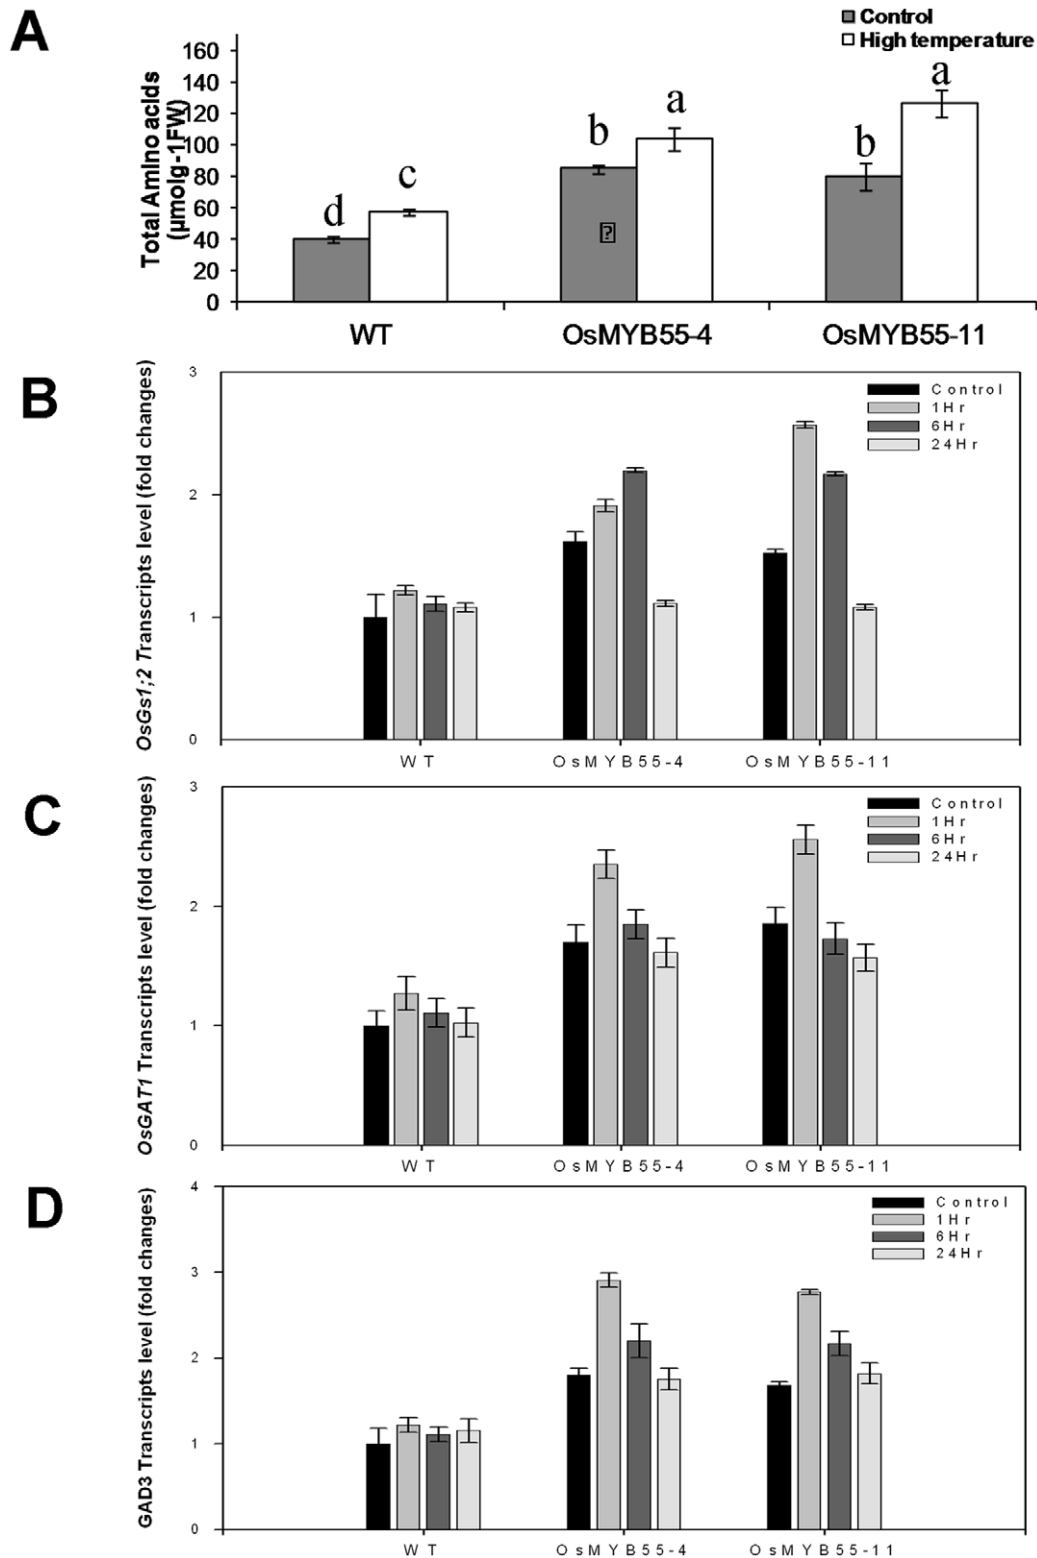 A
Control
High temperature
Total Amino acids
(µmolg-1FW)
160
140
120
100
80
60
40
20
0
d
c
b
a
b
a
WT
OsMYB55-4
OsMYB55-11
B
OsGs1;2 Transcripts level (fold changes)
3
2
1
0
Control
1Hr
6Hr
24Hr
WT
OsMYB55-4
OsMYB55-11
C
OsGAT1 Transcripts level (fold changes)
3
2
1
0
Control
1Hr
6Hr
24Hr
WT
OsMYB55-4
OsMYB55-11
D
GAD3 Transcripts level (fold changes)
4
3
2
1
0
Control
1Hr
6Hr
24Hr
WT
OsMYB55-4
OsMYB55-11